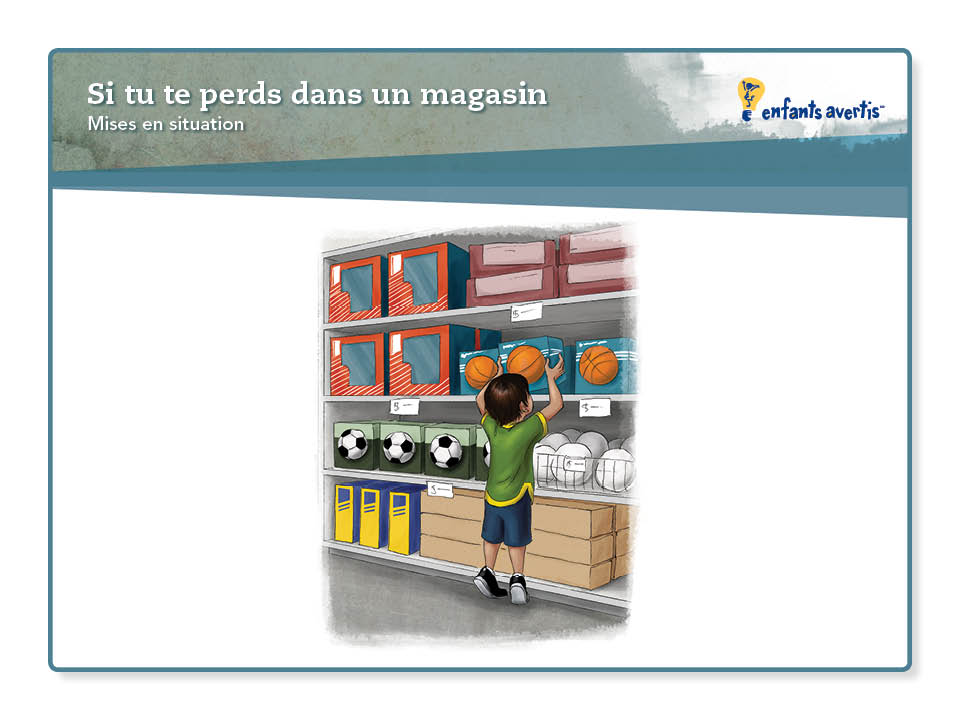 Si tu te perds dans un magasin
Mises en situation
enfants avertis